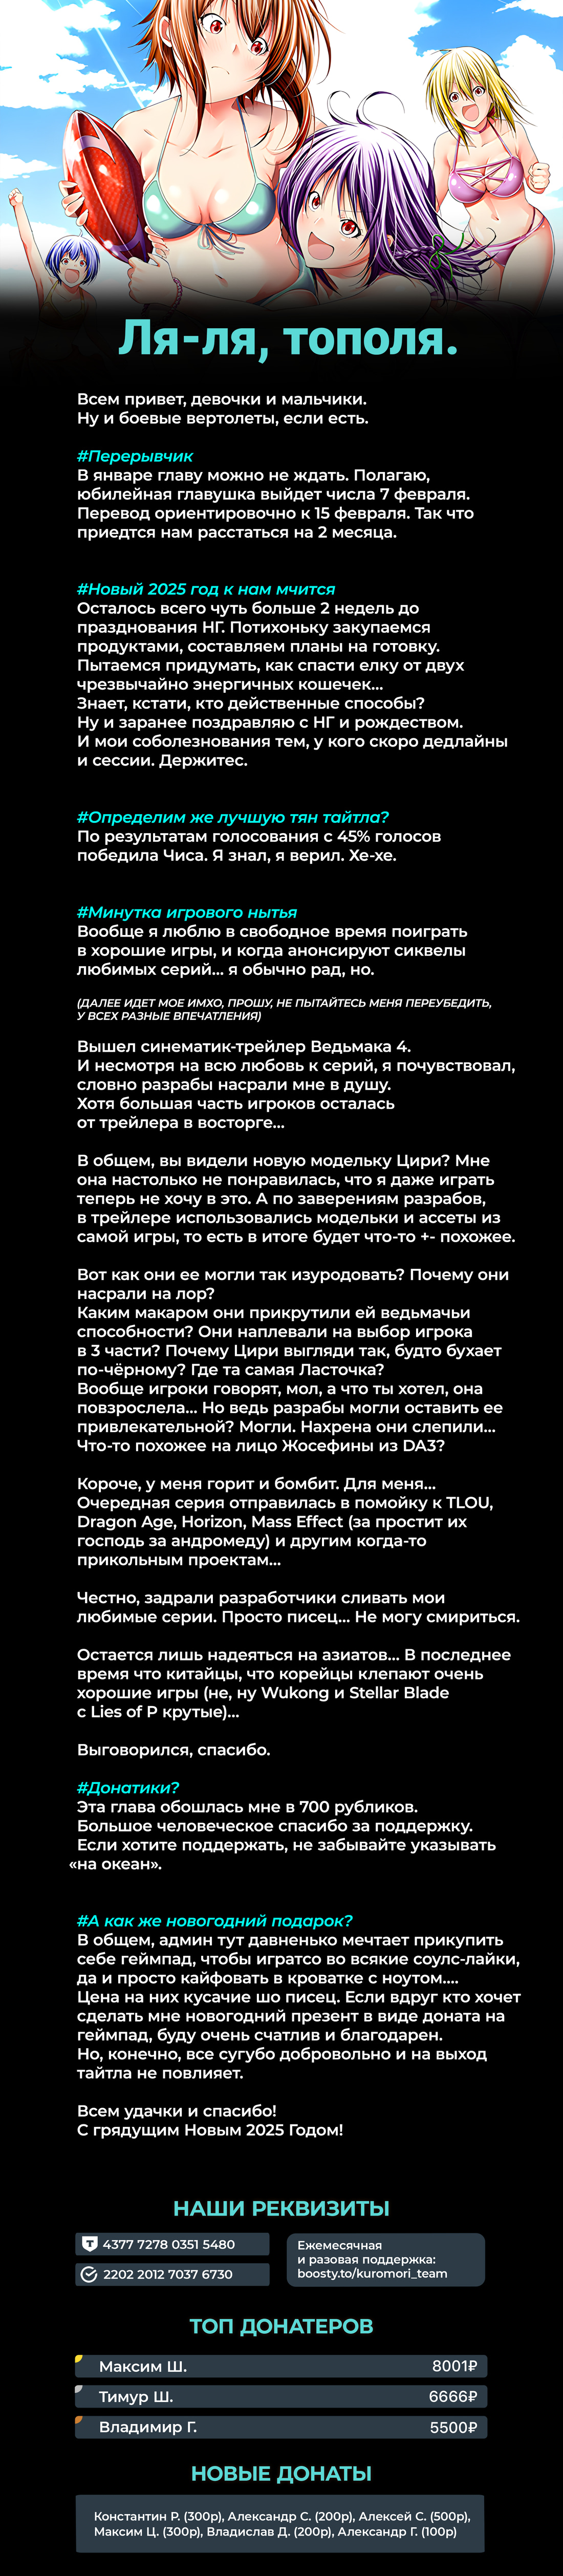 Ля-ля, тополя.
Всем привет, девочки и мальчики.
Ну и боевые вертолеты, если есть.
#Перерывчик
В январе главу можно не ждать. Полагаю,
юбилейная главушка выйдет числа 7 февраля.
Перевод ориентировочно к 15 февраля. Так что
приедтся нам расстаться на 2 месяца.
#Новый 2025 год к нам мчится
Осталось всего чуть больше 2 недель до
празднования НГ. Потихоньку закупаемся
продуктами, составляем планы на готовку.
Пытаемся придумать, как спасти елку от двух
чрезвычайно энергичных кошечек...
Знает, кстати, кто действенные способы?
Ну и заранее поздравляю с НГ и рождеством.
И мои соболезнования тем, у кого скоро дедлайны
и сессии. Держитес.
#Определим же лучшую тян тайтла?
По результатам голосования с 45% голосов
победила Чиса. Я знал, я верил. Хе-хе.
#Минутка игрового нытья
Вообще я люблю в свободное время поиграть
в хорошие игры, и когда анонсируют сиквелы
любимых серий... я обычно рад, но.
(ДАЛЕЕ ИДЕТ МОЕ ИМХО, ПРОШУ, НЕ ПЫТАЙТЕСЬ МЕНЯ ПЕРЕУБЕДИТЬ,
У ВСЕХ РАЗНЫЕ ВПЕЧАТЛЕНИЯ)
Вышел синематик-трейлер Ведьмака 4.
И несмотря на всю любовь к серий, я почувствовал,
словно разрабы насрали мне в душу.
Хотя большая часть игроков осталась
от трейлера в восторге...
В общем, вы видели новую модельку Цири? Мне
она настолько не понравилась, что я даже играть
теперь не хочу в это. А по заверениям разрабов,
в трейлере использовались модельки и ассеты из
самой игры, то есть в итоге будет что-то +- похожее.
Вот как они ее могли так изуродовать? Почему они
насрали на лор?
Каким макаром они прикрутили ей ведьмачьи
способности? Они наплевали на выбор игрока
в 3 части? Почему Цири выгляди так, будто бухает
по-чёрному? Где та самая Ласточка?
Вообще игроки говорят, мол, а что ты хотел, она
повзрослела... Но ведь разрабы могли оставить ее
привлекательной? Могли. Нахрена они слепили...
Что-то похожее на лицо Жосефины из DA3?
Короче, у меня горит и бомбит. Для меня...
Очередная серия отправилась в помойку к TLOU,
Dragon Age, Horizon, Mass Effect (за простит их
господь за андромеду) и другим когда-то
прикольным проектам...
Честно, задрали разработчики сливать мои
любимые серии. Просто писец... Не могу смириться.
Остается лишь надеяться на азиатов... В последнее
время что китайцы, что корейцы клепают очень
хорошие игры (не, ну Wukong и Stellar Blade
с Lies of P крутые)...
Выговорился, спасибо.
#Донатики?
Эта глава обошлась мне в 700 рубликов.
Большое человеческое спасибо за поддержку.
Если хотите поддержать, не забывайте указывать
«на океан».
#А как же новогодний подарок?
В общем, админ тут давненько мечтает прикупить
себе геймпад, чтобы игратсо во всякие соулс-лайки,
да и просто кайфовать в кроватке с ноутом....
Цена на них кусачие шо писец. Если вдруг кто хочет
сделать мне новогодний презент в виде доната на
геймпад, буду очень счатлив и благодарен.
Но, конечно, все сугубо добровольно и на выход
тайтла не повлияет.
Всем удачки и спасибо!
С грядущим Новым 2025 Годом!
НАШИ РЕКВИЗИТЫ
Т 4377 7278 0351 5480
2202 2012 7037 6730
Ежемесячная
и разовая поддержка:
boosty.to/kuromori_team
ТОП ДОНАТЕРОВ
Максим Ш. 8001₽
Тимур Ш. 6666₽
Владимир Г. 5500₽
НОВЫЕ ДОНАТЫ
Константин Р. (300р), Александр С. (200р), Алексей С. (500р),
Максим Ц. (300р), Владислав Д. (200р), Александр Г. (100р)